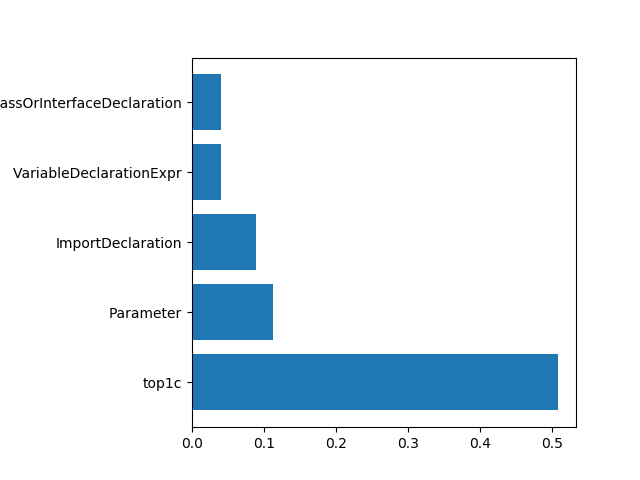 assOrInterfaceDeclaration
VariableDeclarationExpr
ImportDeclaration
Parameter
top1c
0.0 0.1 0.2 0.3 0.4 0.5